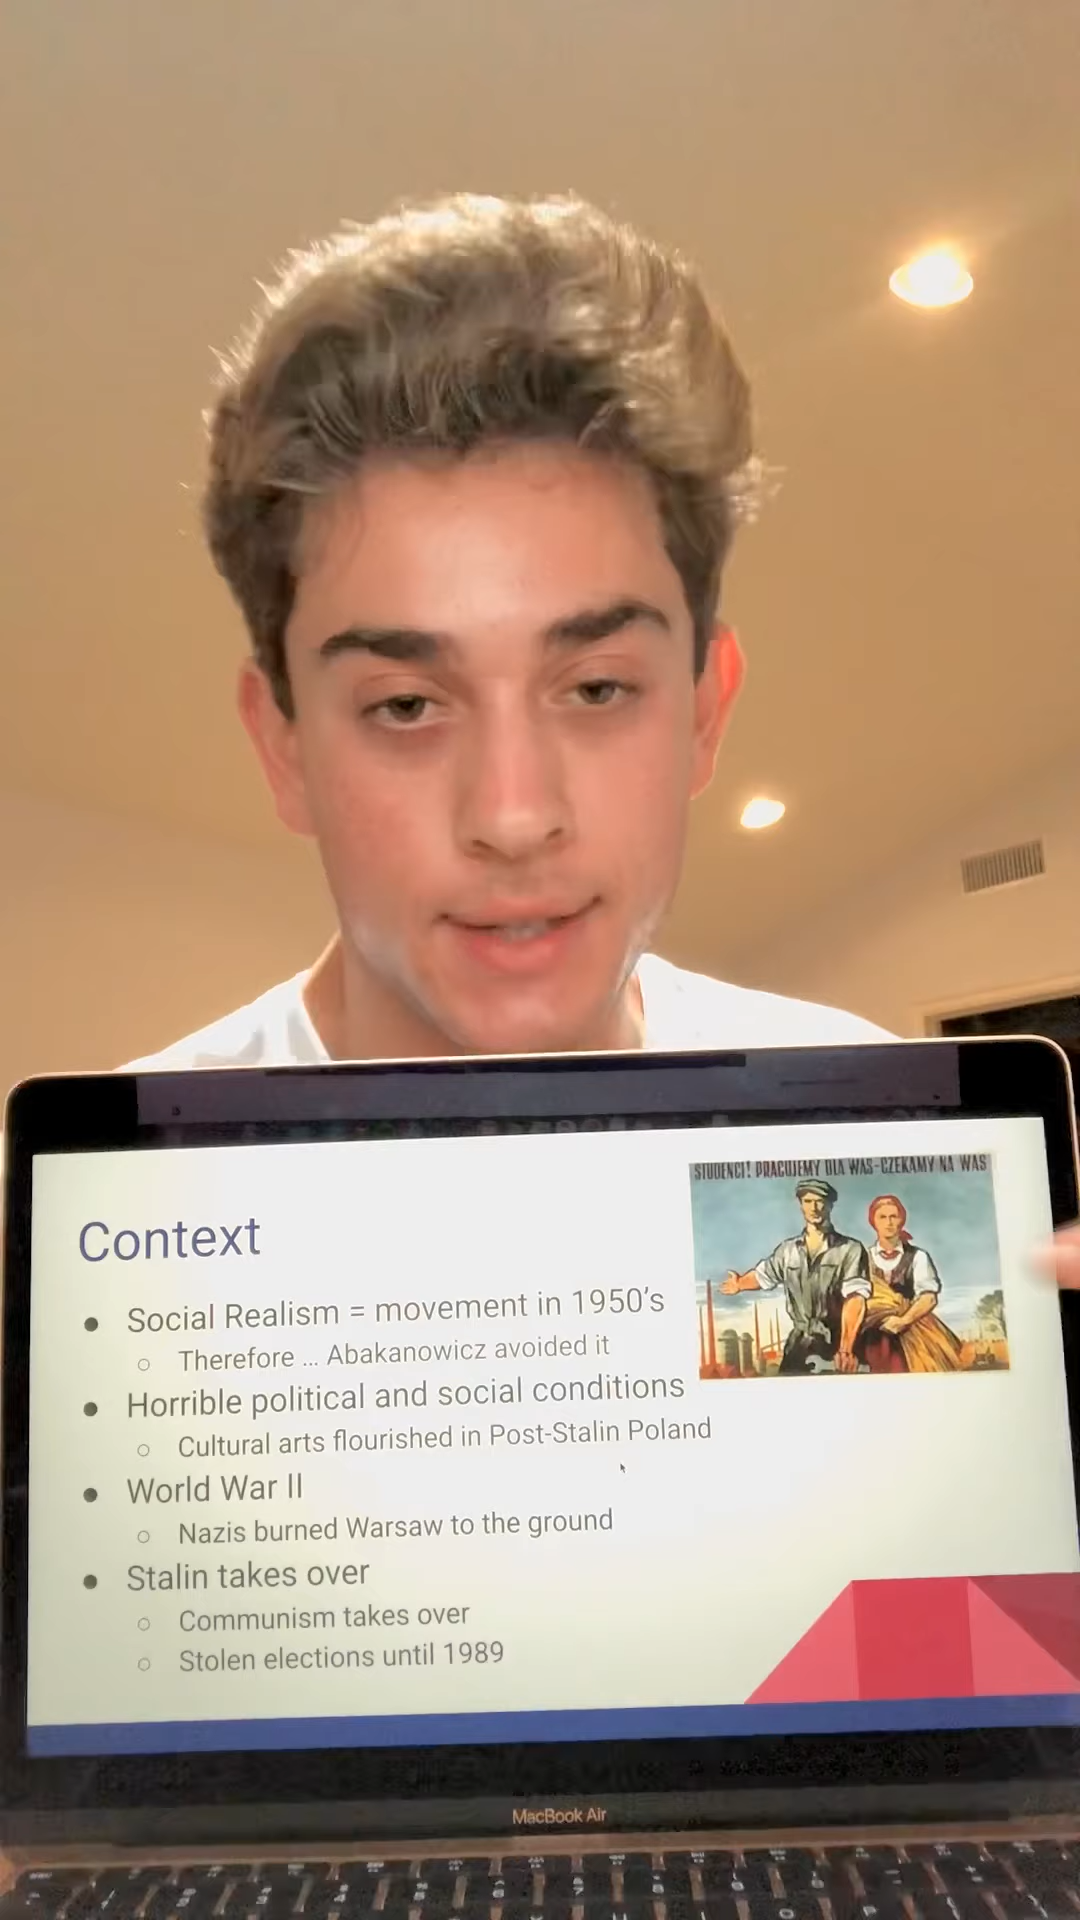 STUDENCI! PRACUJEMY DLA WAS-CZEKAMY NA WAS
Context
● Social Realism = movement in 1950's
○ Therefore ... Abakanowicz avoided it
● Horrible political and social conditions
○ Cultural arts flourished in Post-Stalin Poland
● World War II
○ Nazis burned Warsaw to the ground
● Stalin takes over
○ Communism takes over
○ Stolen elections until 1989
MacBook Air